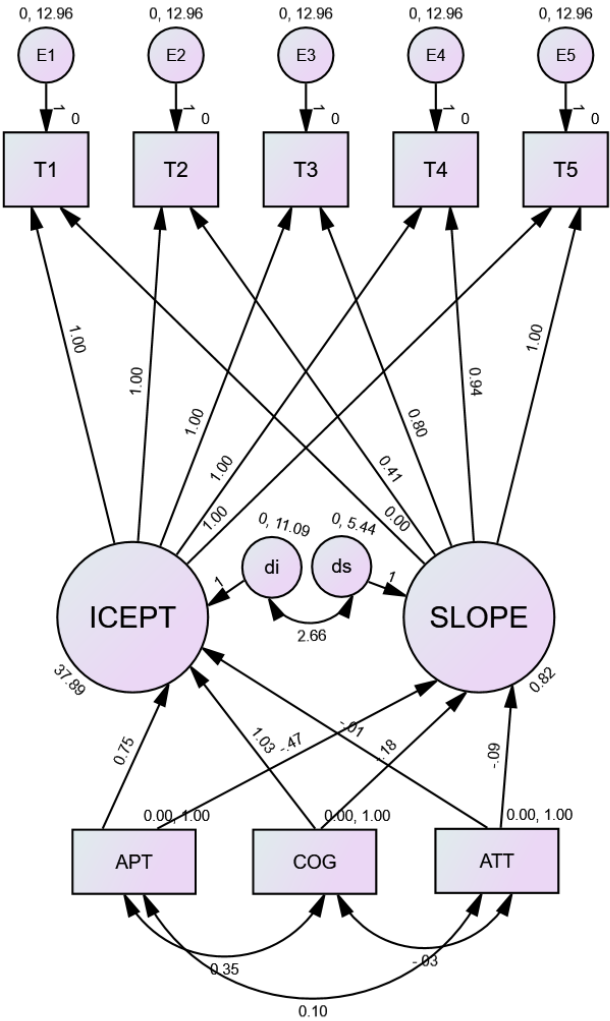 0, 12.96 0, 12.96 0, 12.96 0, 12.96 0, 12.96
E1 E2 E3 E4 E5
1 0 1 0 1 0 1 0 1 0
T1 T2 T3 T4 T5
1.00 1.00 1.00 1.00 1.00
0.00 0.41 0.80 0.94 1.00
0, 11.09 0, 5.44
di ds
1 1
2.66
ICEPT SLOPE
37.89 0.82
0.75 1.03 -.47 -.01 -.18 -.09
0.00, 1.00 0.00, 1.00 0.00, 1.00
APT COG ATT
0.35 -.03
0.10